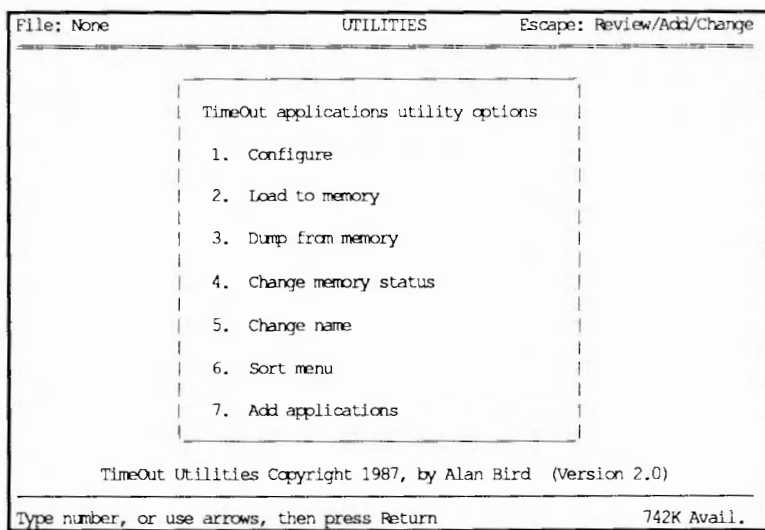 File: None UTILITIES Escape: Review/Add/Change
TimeOut applications utility options
1. Configure
2. Load to memory
3. Dump from memory
4. Change memory status
5. Change name
6. Sort menu
7. Add applications
TimeOut Utilities Copyright 1987, by Alan Bird (Version 2.0)
Type number, or use arrows, then press Return 742K Avail.